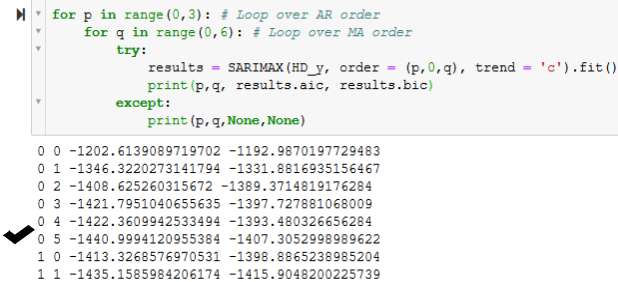 for p in range(0,3): # Loop over AR order
for q in range(0,6): # Loop over MA order
try:
results = SARIMAX(HD_y, order = (p,0,q), trend = 'c').fit()
print(p,q, results.aic, results.bic)
except:
print(p,q,None,None)
0 0 -1202.6139089719702 -1192.9870197729483
0 1 -1346.3220273141794 -1331.8816935156467
0 2 -1408.625260315672 -1389.3714819176284
0 3 -1421.7951040655635 -1397.727881068009
0 4 -1422.3609942533494 -1393.480326656284
0 5 -1440.9994120955384 -1407.3052998989622
1 0 -1413.3268576970531 -1398.8865238985204
1 1 -1435.1585984206174 -1415.9048200225739